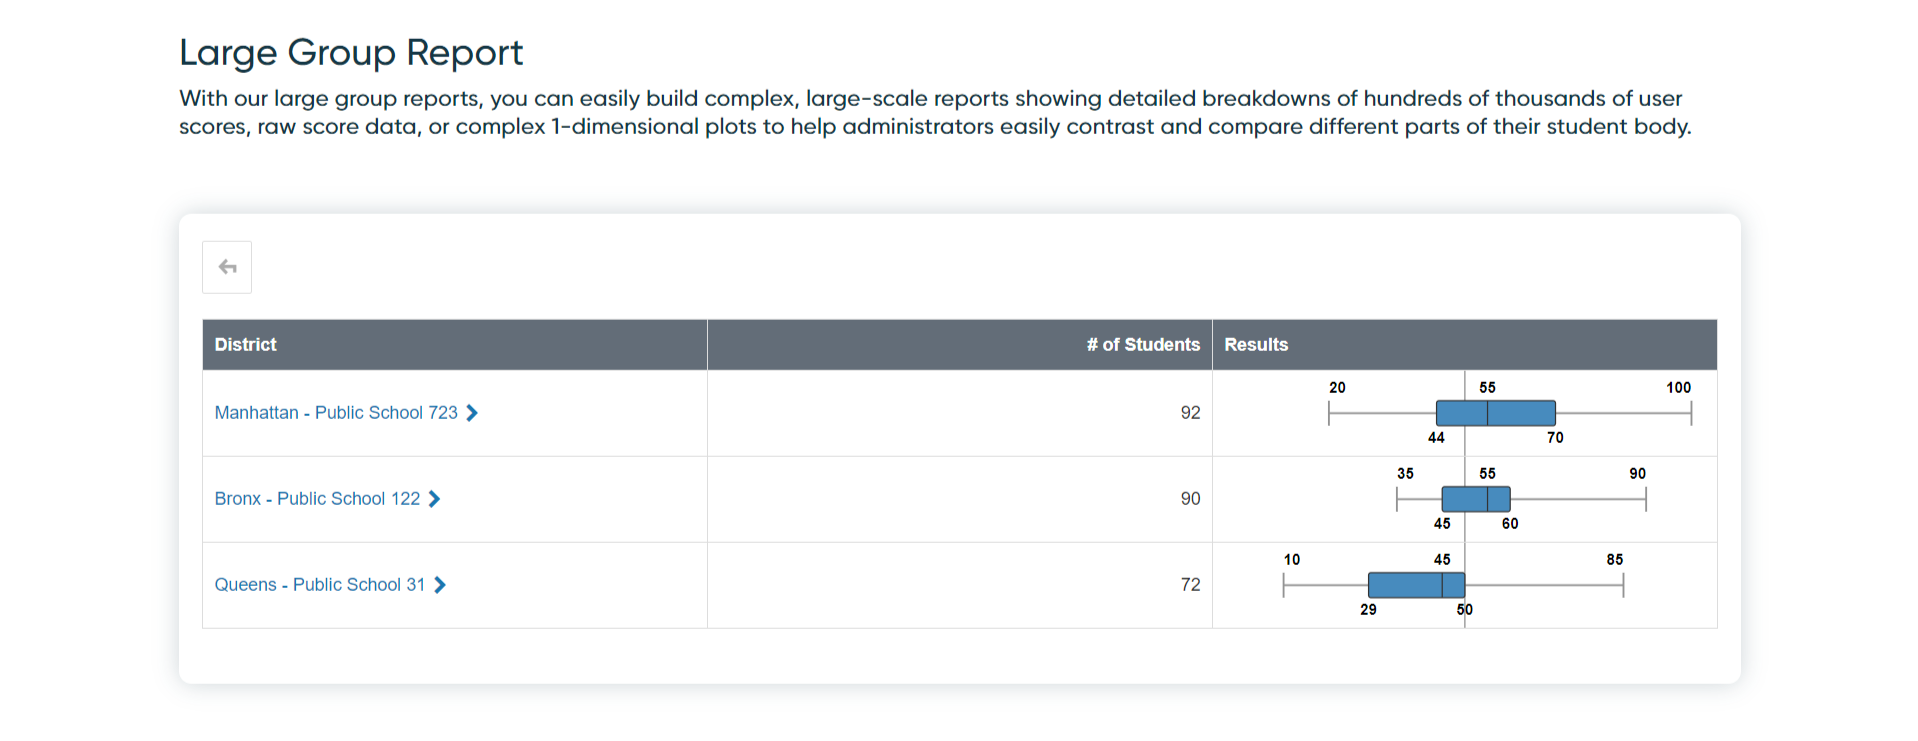 Large Group Report
With our large group reports, you can easily build complex, large-scale reports showing detailed breakdowns of hundreds of thousands of user
scores, raw score data, or complex 1-dimensional plots to help administrators easily contrast and compare different parts of their student body.
District # of Students Results
20 55 100
Manhattan - Public School 723 92
44 70
35 55 90
Bronx - Public School 122 90
45 60
10 45 85
Queens - Public School 31 72
29 50